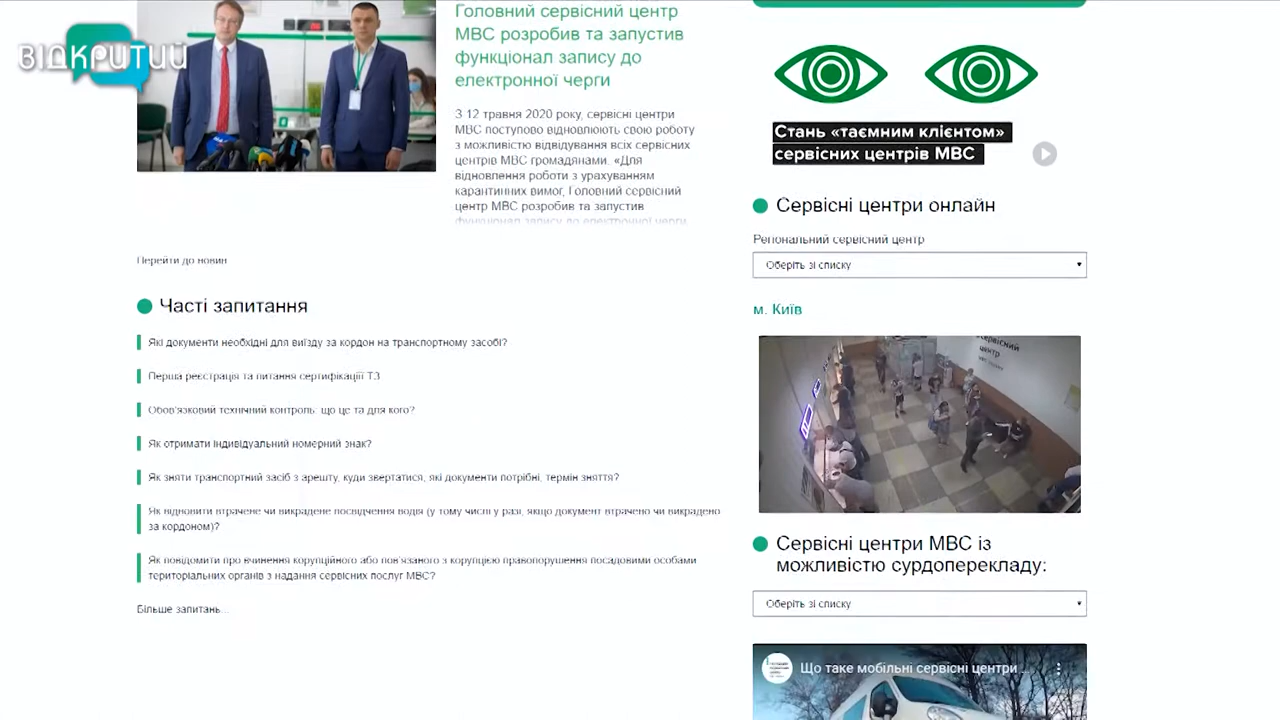 ВІДКРИТИЙ
Головний сервісний центр
МВС розробив та запустив
функціонал запису до
електронної черги
З 12 травня 2020 року, сервісні центри
МВС поступово відновлюють свою роботу
з можливістю відвідування всіх сервісних
центрів МВС громадянами. «Для
відновлення роботи з урахуванням
карантинних вимог, Головний сервісний
центр МВС розробив та запустив
функціонал запису до електронної черги
Перейти до новин
Часті запитання
Які документи необхідні для виїзду за кордон на транспортному засобі?
Перша реєстрація та питання сертифікації ТЗ
Обов'язковий технічний контроль: що це та для кого?
Як отримати індивідуальний номерний знак?
Як зняти транспортний засіб з арешту, куди звертатися, які документи потрібні, термін зняття?
Як відновити втрачене чи викрадене посвідчення водія (у тому числі у разі, якщо документ втрачено чи викрадено
за кордоном)?
Як повідомити про вчинення корупційного або пов'язаного з корупцією правопорушення посадовими особами
територіальних органів з надання сервісних послуг МВС?
Більше запитань...
Стань «таємним клієнтом»
сервісних центрів МВС
Сервісні центри онлайн
Регіональний сервісний центр
Оберіть зі списку
м. Київ
сервісний
центр
Сервісні центри МВС із
можливістю сурдоперекладу:
Оберіть зі списку
Що таке мобільні сервісні центри ...